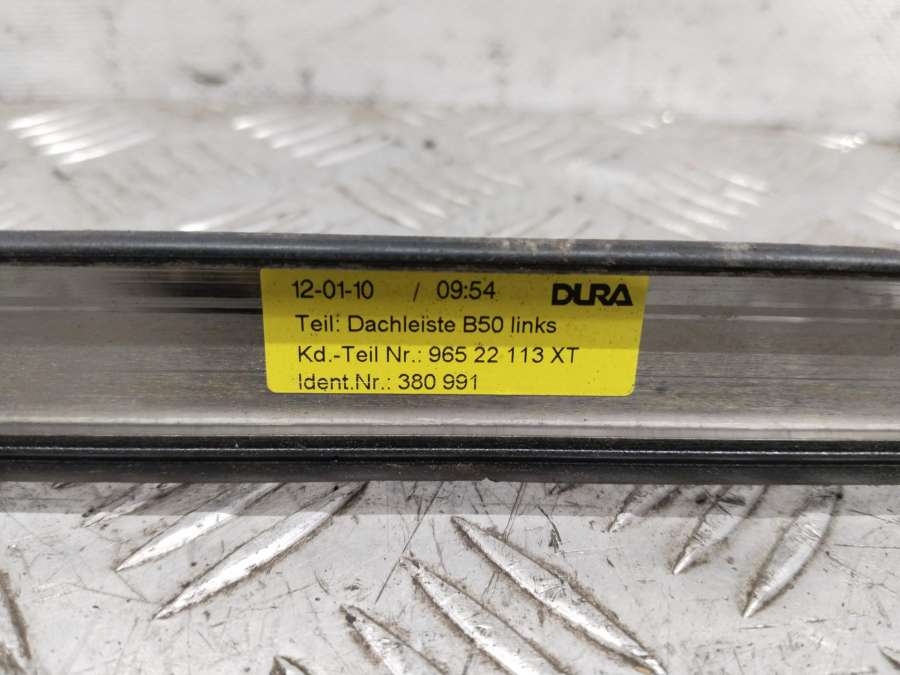 12-01-10 / 09:54 DURA
Teil: Dachleiste B50 links
Kd.-Teil Nr.: 965 22 113 XT
Ident.Nr.: 380 991